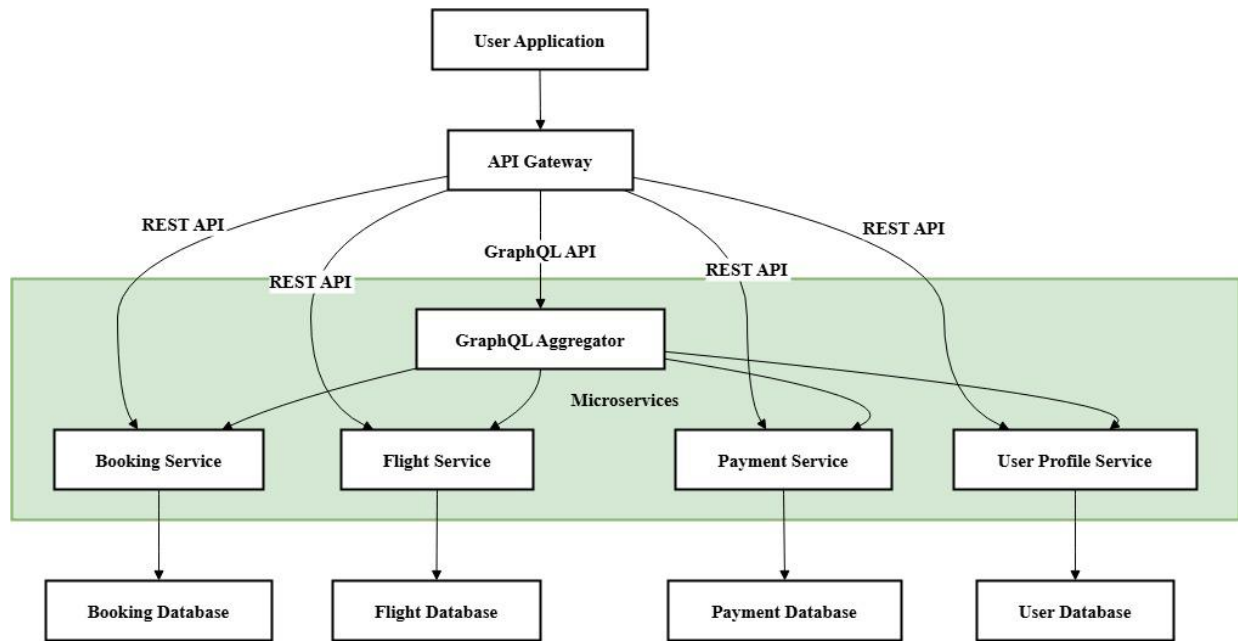 User Application
API Gateway
REST API
REST API
GraphQL API
REST API
REST API
GraphQL Aggregator
Microservices
Booking Service
Flight Service
Payment Service
User Profile Service
Booking Database
Flight Database
Payment Database
User Database